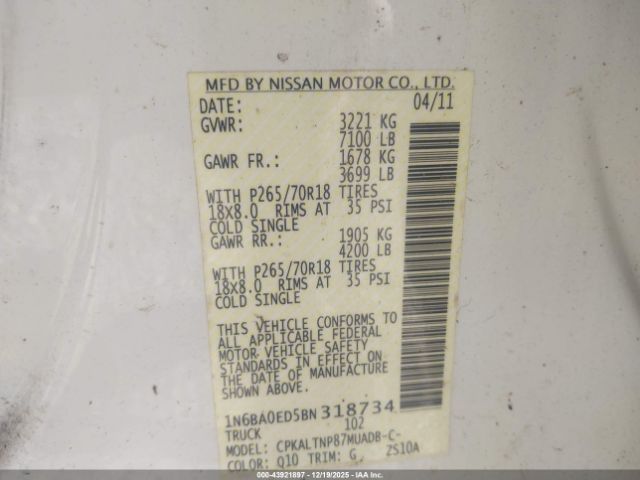 MFD BY NISSAN MOTOR CO., LTD.
DATE: 04/11
GVWR: 3221 KG
7100 LB
GAWR FR.: 1678 KG
3699 LB
WITH P265/70R18 TIRES
18x8.0 RIMS AT 35 PSI
COLD SINGLE
GAWR RR.: 1905 KG
4200 LB
WITH P265/70R18 TIRES
18x8.0 RIMS AT 35 PSI
COLD SINGLE
THIS VEHICLE CONFORMS TO
ALL APPLICABLE FEDERAL
MOTOR VEHICLE SAFETY
STANDARDS IN EFFECT ON
THE DATE OF MANUFACTURE
SHOWN ABOVE.
1N6BA0ED5BN318734
TRUCK 102
MODEL: CPKALTNP87MUADB-C-
COLOR: Q10 TRIM: G, ZS10A
© IAA Stock #: 000-43921897 - 12/19/2025 - IAAI.com